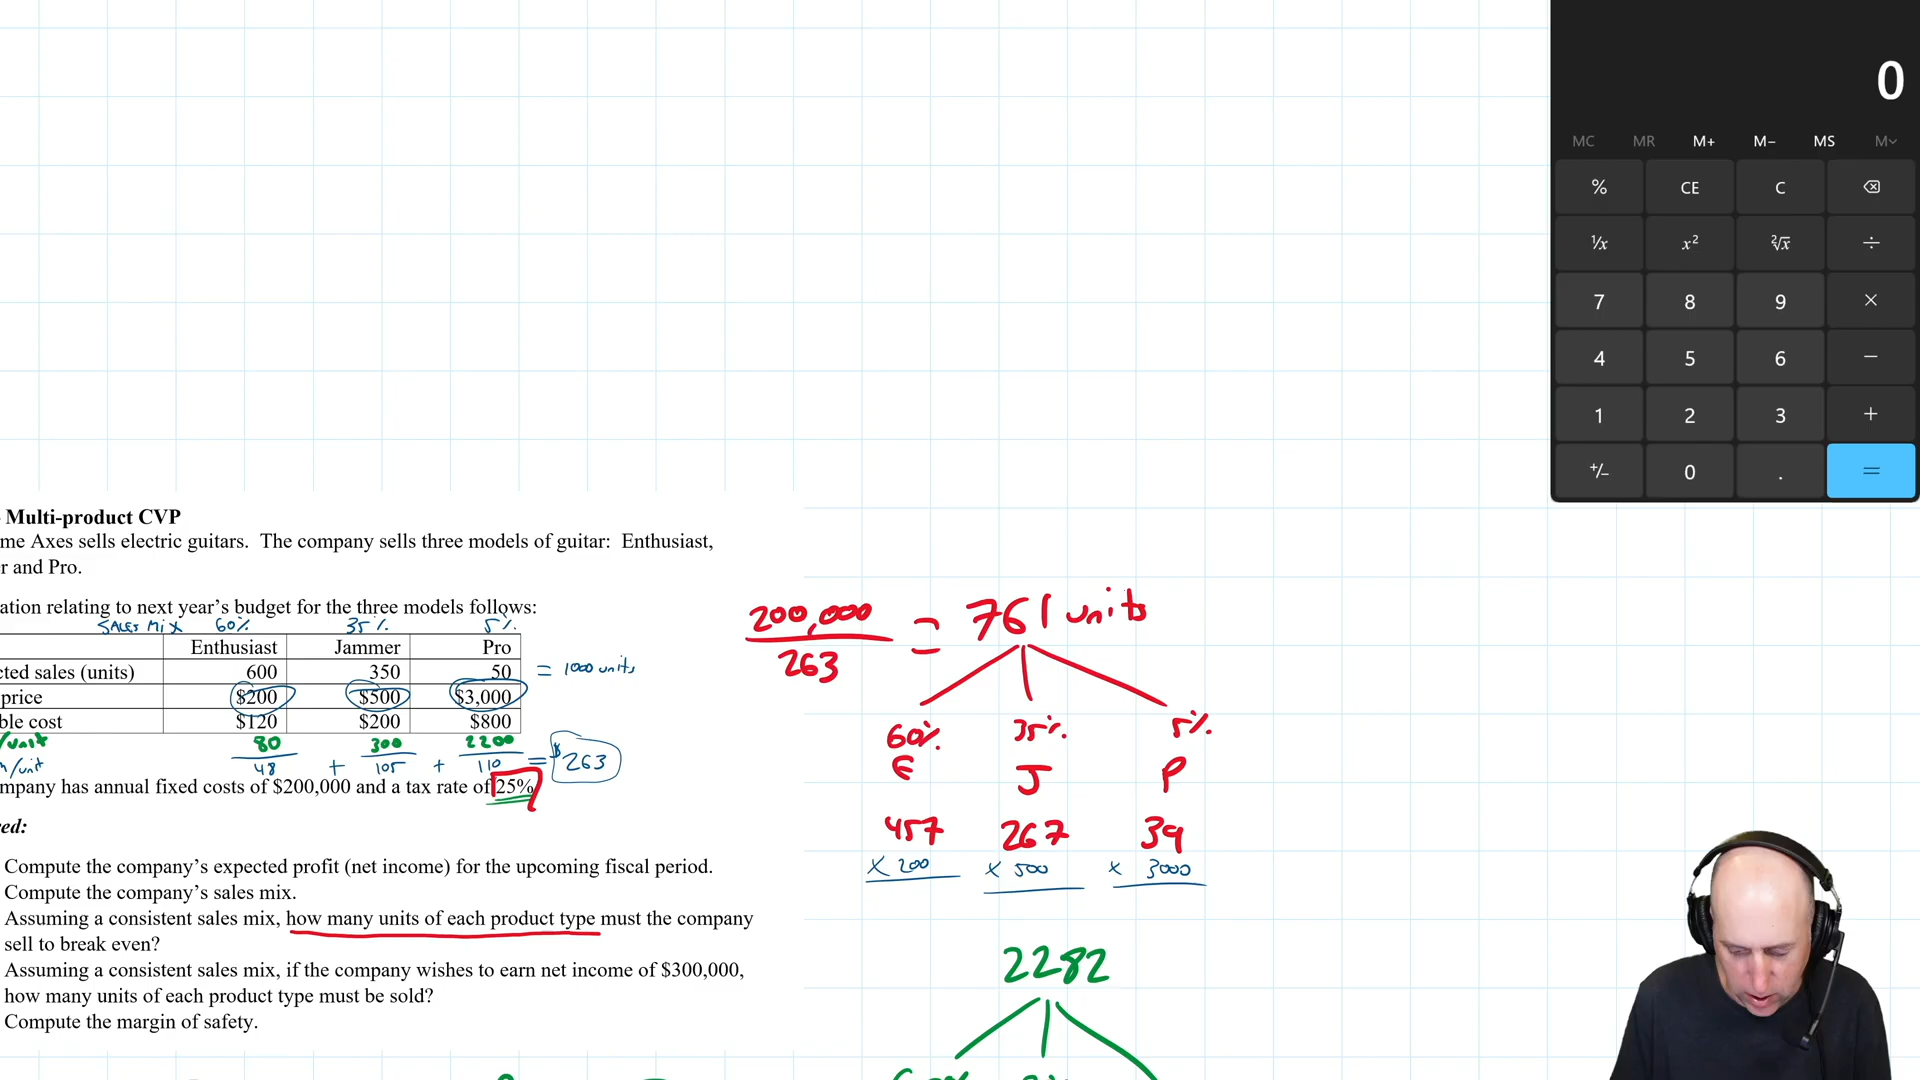 0
MC MR M+ M− MS M
% CE C
¹/x x² ²√x ÷
7 8 9 ×
4 5 6 −
1 2 3 +
+/− 0 . =
Multi-product CVP
me Axes sells electric guitars. The company sells three models of guitar: Enthusiast,
r and Pro.
ation relating to next year's budget for the three models follows:
SALES MIX 60% 35% 5%
Enthusiast Jammer Pro
cted sales (units) 600 350 50 = 1000 units
price $200 $500 $3,000
ble cost $120 $200 $800
/unit 80 300 2200
/unit 48 + 105 + 110 = $263
mpany has annual fixed costs of $200,000 and a tax rate of 25%
red:
Compute the company's expected profit (net income) for the upcoming fiscal period.
Compute the company's sales mix.
Assuming a consistent sales mix, how many units of each product type must the company
sell to break even?
Assuming a consistent sales mix, if the company wishes to earn net income of $300,000,
how many units of each product type must be sold?
Compute the margin of safety.
200,000
263
= 761 units
60% 35% 5%
E J P
457 267 39
× 200 × 500 × 3000
2282